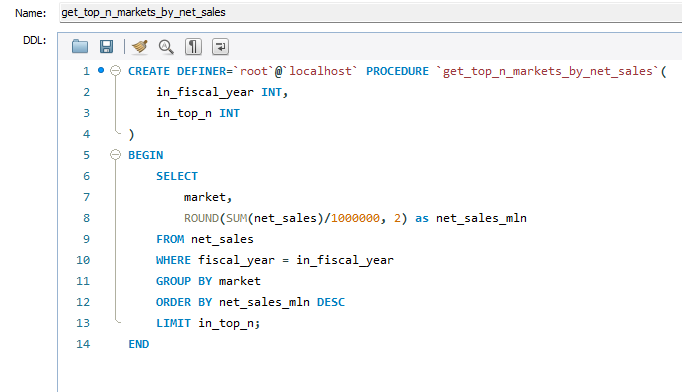 Name: get_top_n_markets_by_net_sales
DDL:
1 CREATE DEFINER=`root`@`localhost` PROCEDURE `get_top_n_markets_by_net_sales`(
2 in_fiscal_year INT,
3 in_top_n INT
4 )
5 BEGIN
6 SELECT
7 market,
8 ROUND(SUM(net_sales)/1000000, 2) as net_sales_mln
9 FROM net_sales
10 WHERE fiscal_year = in_fiscal_year
11 GROUP BY market
12 ORDER BY net_sales_mln DESC
13 LIMIT in_top_n;
14 END